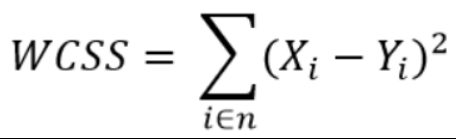 WCSS = ∑_{i∈n} (X_i − Y_i)^2